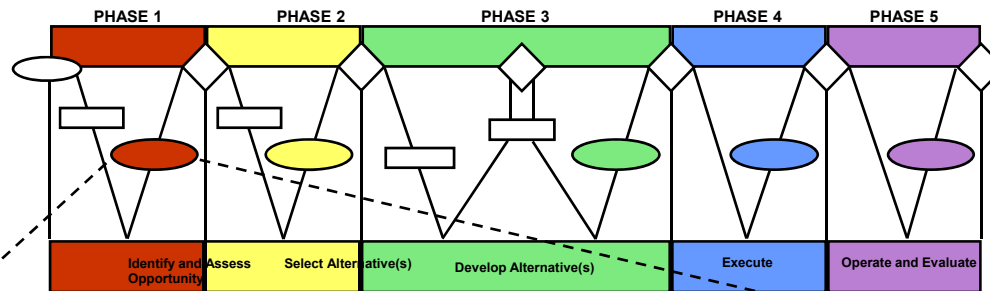 PHASE 1
PHASE 2
PHASE 3
PHASE 4
PHASE 5
Identify and Assess
Opportunity
Select Alternative(s)
Develop Alternative(s)
Execute
Operate and Evaluate